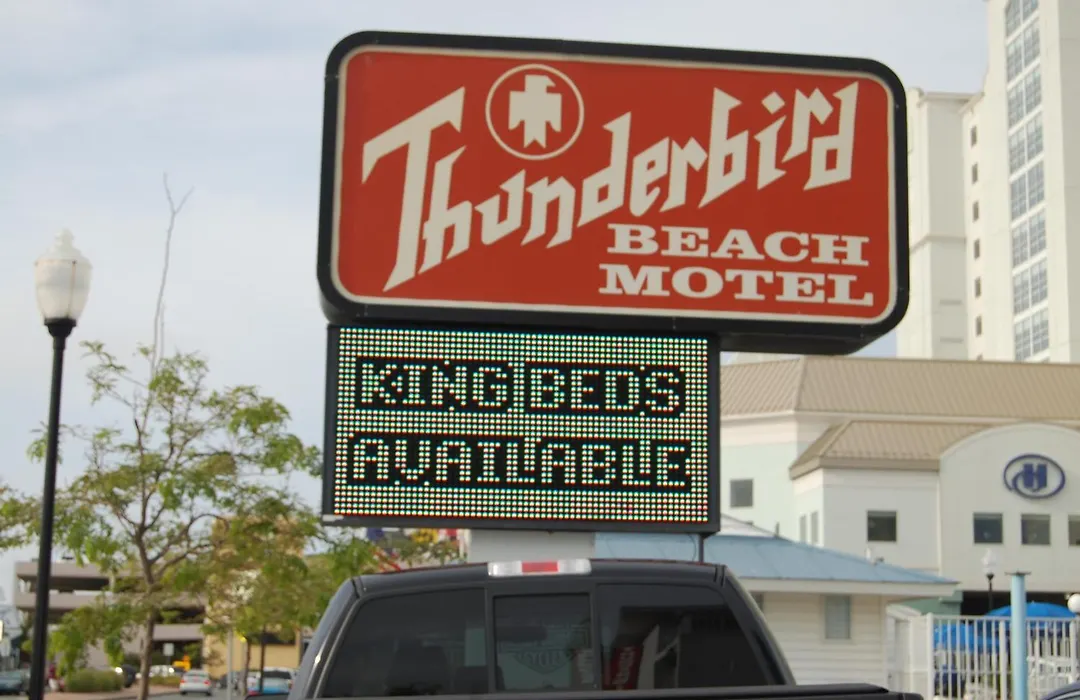 Thunderbird
BEACH
MOTEL
KING BEDS
AVAILABLE
H